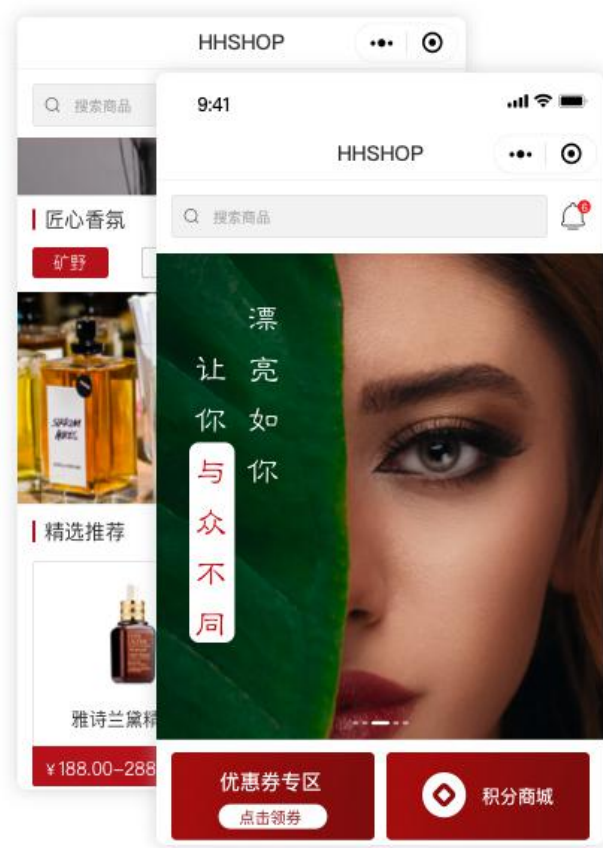 HHSHOP
搜索商品
匠心香氛
矿野
精选推荐
雅诗兰黛精
¥188.00-288
9:41
HHSHOP
6
搜索商品
漂亮如你
让你与众不同
优惠券专区
点击领券
积分商城